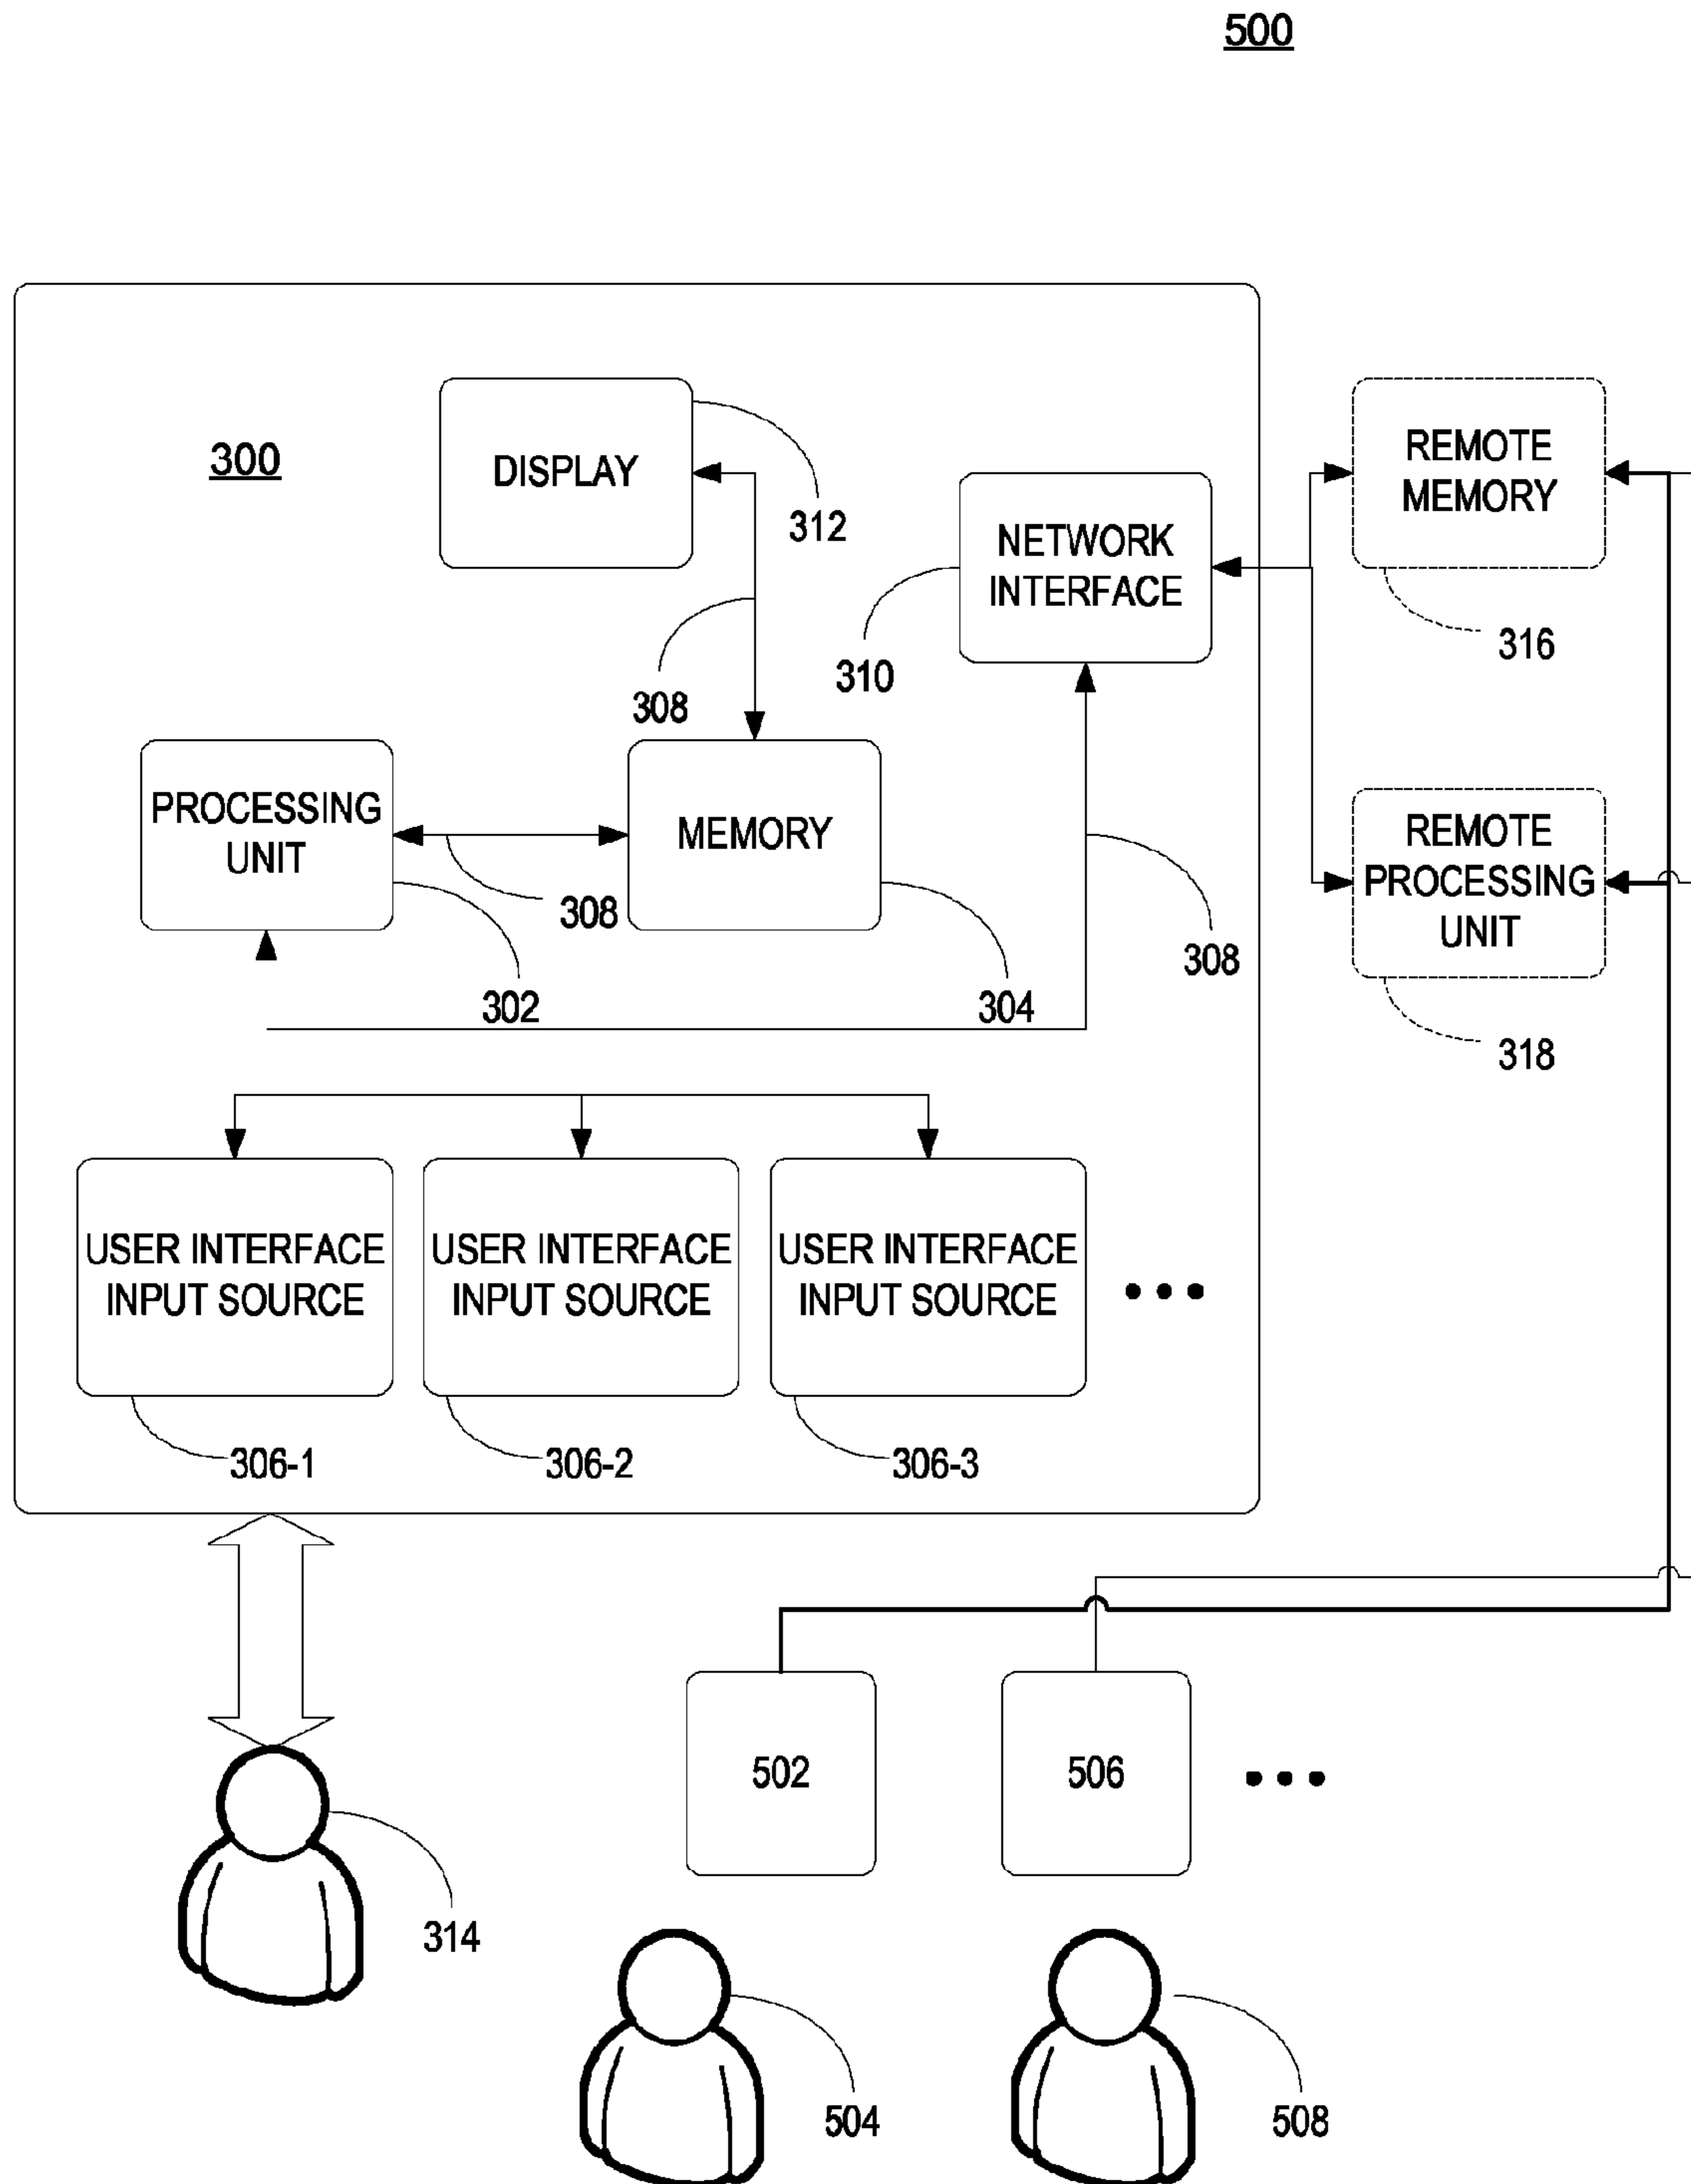 500
300
DISPLAY
312
REMOTE
MEMORY
316
NETWORK
INTERFACE
310
308
PROCESSING
UNIT
302
308
MEMORY
304
308
REMOTE
PROCESSING
UNIT
318
USER INTERFACE
INPUT SOURCE
306-1
USER INTERFACE
INPUT SOURCE
306-2
USER INTERFACE
INPUT SOURCE
306-3
•••
502
506
•••
314
504
508